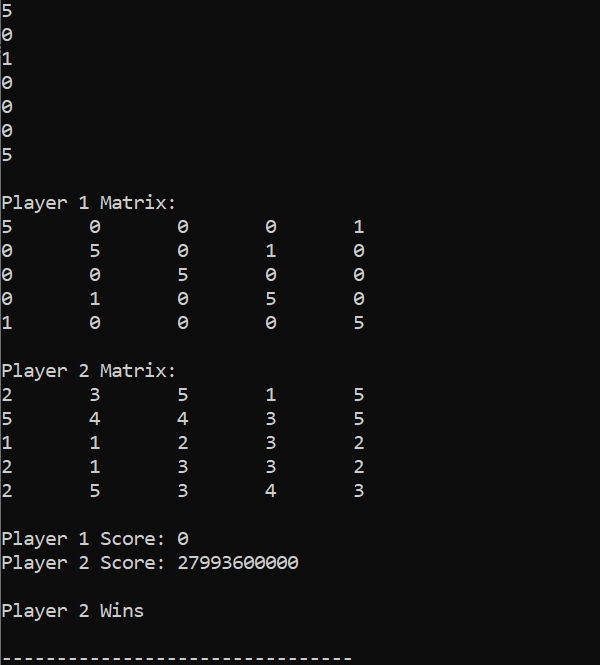 5
0
1
0
0
0
5
Player 1 Matrix:
5 0 0 0 1
0 5 0 1 0
0 0 5 0 0
0 1 0 5 0
1 0 0 0 5
Player 2 Matrix:
2 3 5 1 5
5 4 4 3 5
1 1 2 3 2
2 1 3 3 2
2 5 3 4 3
Player 1 Score: 0
Player 2 Score: 27993600000
Player 2 Wins
--------------------------------